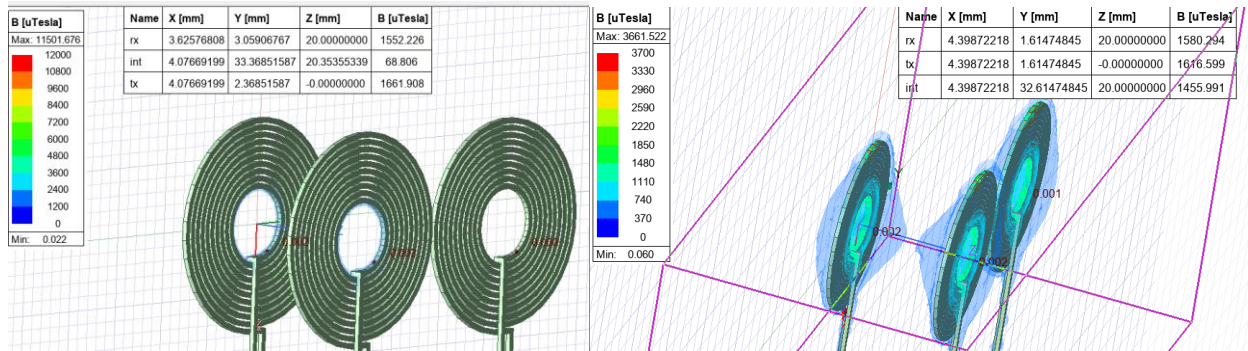 B [uTesla]
Max: 11501.676
12000
10800
9600
8400
7200
6000
4800
3600
2400
1200
0
Min: 0.022
Name X [mm] Y [mm] Z [mm] B [uTesla]
rx 3.62576808 3.05906767 20.00000000 1552.226
int 4.07669199 33.36851587 20.35355339 68.806
tx 4.07669199 2.36851587 -0.00000000 1661.908
B [uTesla]
Max: 3661.522
3700
3330
2960
2590
2220
1850
1480
1110
740
370
0
Min: 0.060
Name X [mm] Y [mm] Z [mm] B [uTesla]
rx 4.39872218 1.61474845 20.00000000 1580.294
tx 4.39872218 1.61474845 -0.00000000 1616.599
int 4.39872218 32.61474845 20.00000000 1455.991
Y
0.001
0.002
0.002